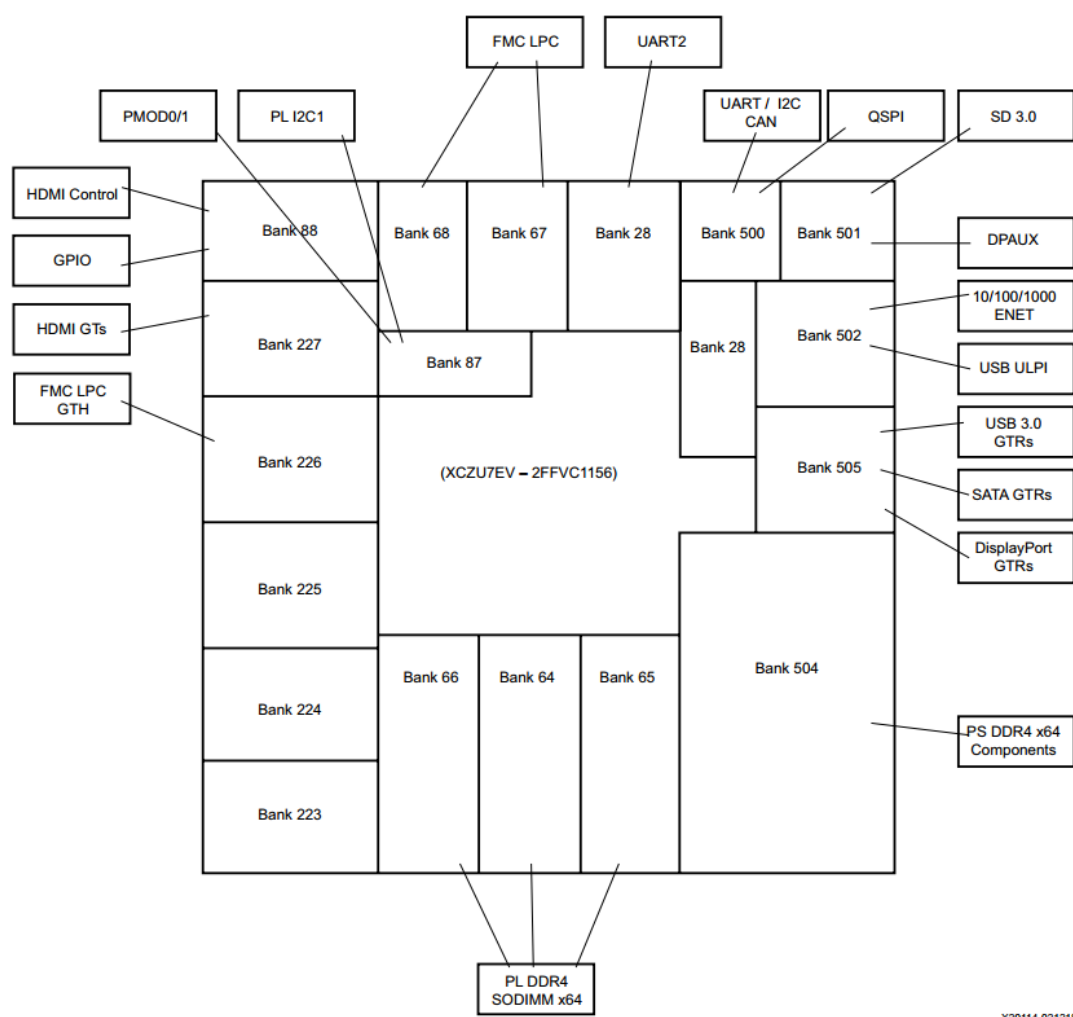 FMC LPC
UART2
PMOD0/1
PL I2C1
UART / I2C
CAN
QSPI
SD 3.0
HDMI Control
GPIO
HDMI GTs
FMC LPC
GTH
Bank 88
Bank 68
Bank 67
Bank 28
Bank 500
Bank 501
DPAUX
10/100/1000
ENET
USB ULPI
USB 3.0
GTRs
SATA GTRs
DisplayPort
GTRs
Bank 227
Bank 87
Bank 28
Bank 502
Bank 226
(XCZU7EV – 2FFVC1156)
Bank 505
Bank 225
Bank 224
Bank 223
Bank 66
Bank 64
Bank 65
Bank 504
PS DDR4 x64
Components
PL DDR4
SODIMM x64